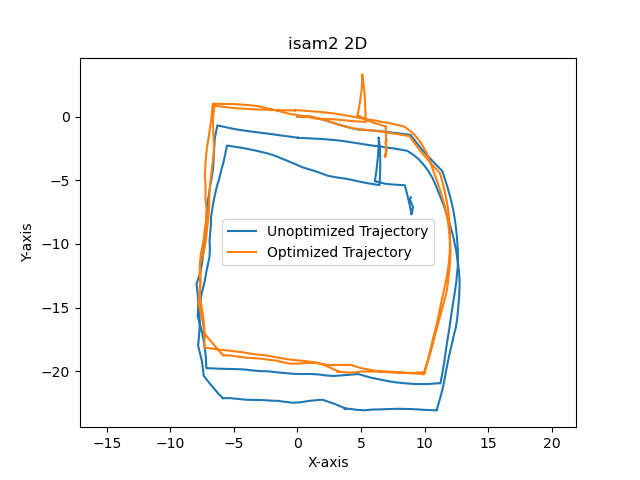 isam2 2D
Y-axis
0
−5
−10
−15
−20
Unoptimized Trajectory
Optimized Trajectory
−15
−10
−5
0
5
10
15
20
X-axis